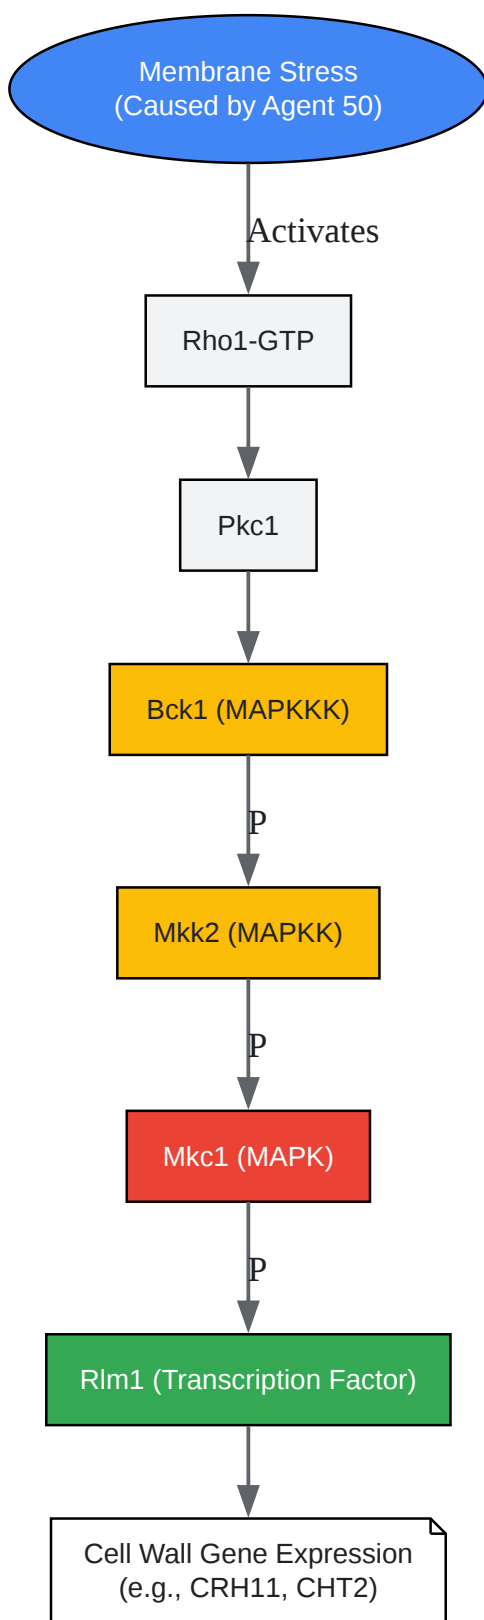 Membrane Stress
(Caused by Agent 50)
Activates
Rho1-GTP
Pkc1
Bck1 (MAPKKK)
P
Mkk2 (MAPKK)
P
Mkc1 (MAPK)
P
Rlm1 (Transcription Factor)
Cell Wall Gene Expression
(e.g., CRH11, CHT2)